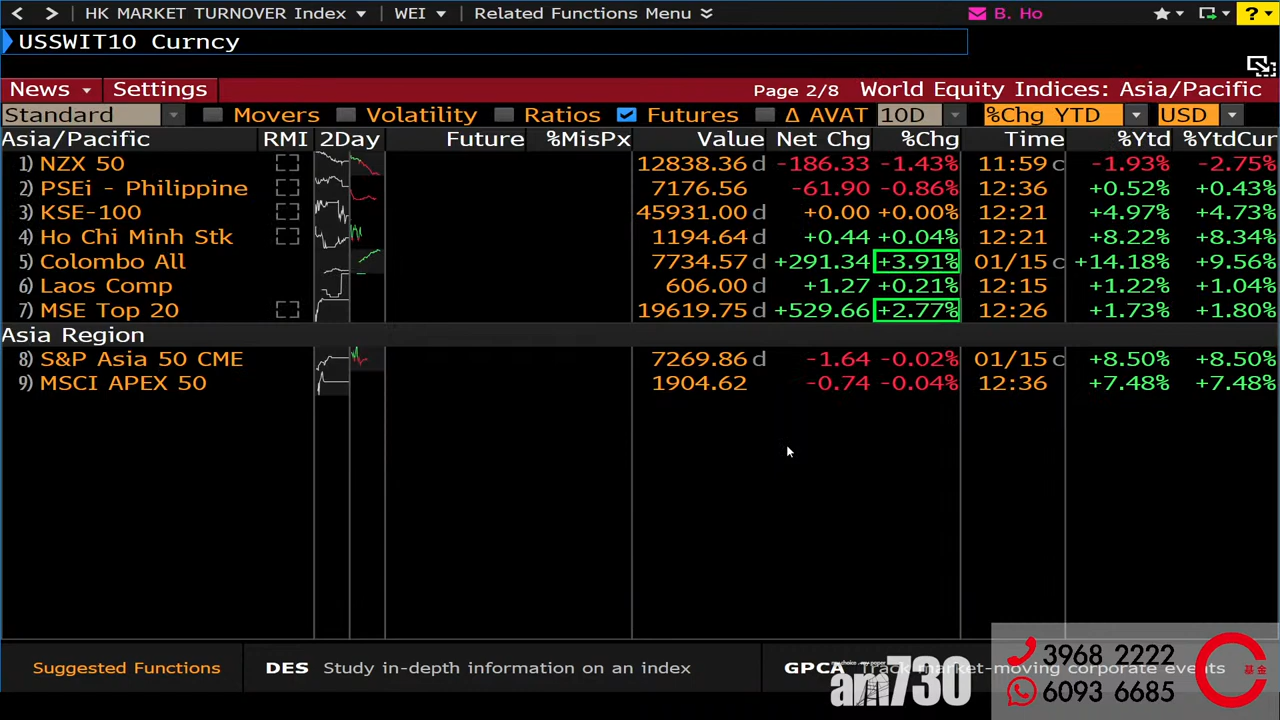 HK MARKET TURNOVER Index WEI Related Functions Menu B. Ho ?
USSWIT10 Curncy
News Settings Page 2/8 World Equity Indices: Asia/Pacific
Standard Movers Volatility Ratios Futures Δ AVAT 10D %Chg YTD USD
Asia/Pacific RMI 2Day Future %MisPx Value Net Chg %Chg Time %Ytd %YtdCur
1) NZX 50 12838.36 d -186.33 -1.43% 11:59 c -1.93% -2.75%
2) PSEi - Philippine 7176.56 -61.90 -0.86% 12:36 +0.52% +0.43%
3) KSE-100 45931.00 d +0.00 +0.00% 12:21 +4.97% +4.73%
4) Ho Chi Minh Stk 1194.64 d +0.44 +0.04% 12:21 +8.22% +8.34%
5) Colombo All 7734.57 d +291.34 +3.91% 01/15 c +14.18% +9.56%
6) Laos Comp 606.00 d +1.27 +0.21% 12:15 +1.22% +1.04%
7) MSE Top 20 19619.75 d +529.66 +2.77% 12:26 +1.73% +1.80%
Asia Region
8) S&P Asia 50 CME 7269.86 d -1.64 -0.02% 01/15 c +8.50% +8.50%
9) MSCI APEX 50 1904.62 -0.74 -0.04% 12:36 +7.48% +7.48%
Suggested Functions DES Study in-depth information on an index GPCA Track market-moving corporate events
am730
3968 2222
6093 6685
基金